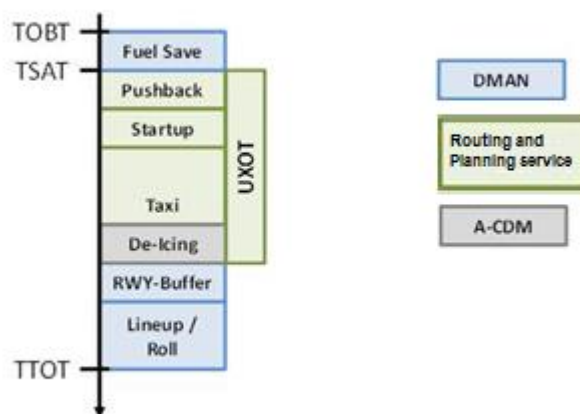 TOBT
Fuel Save
TSAT
Pushback
Startup
Taxi
De-Icing
RWY-Buffer
Lineup /
Roll
TTOT
UXOT
DMAN
Routing and
Planning service
A-CDM